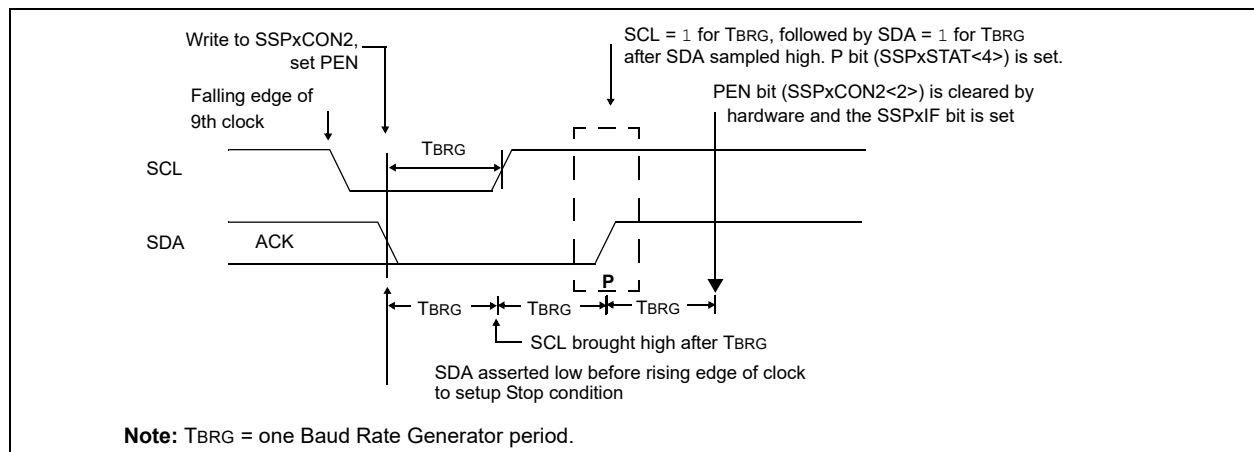 Write to SSPxCON2,
set PEN
SCL = 1 for TBRG, followed by SDA = 1 for TBRG
after SDA sampled high. P bit (SSPxSTAT<4>) is set.
Falling edge of
9th clock
PEN bit (SSPxCON2<2>) is cleared by
hardware and the SSPxIF bit is set
TBRG
SCL
SDA
ACK
P
TBRG
TBRG
TBRG
SCL brought high after TBRG
SDA asserted low before rising edge of clock
to setup Stop condition
Note: TBRG = one Baud Rate Generator period.